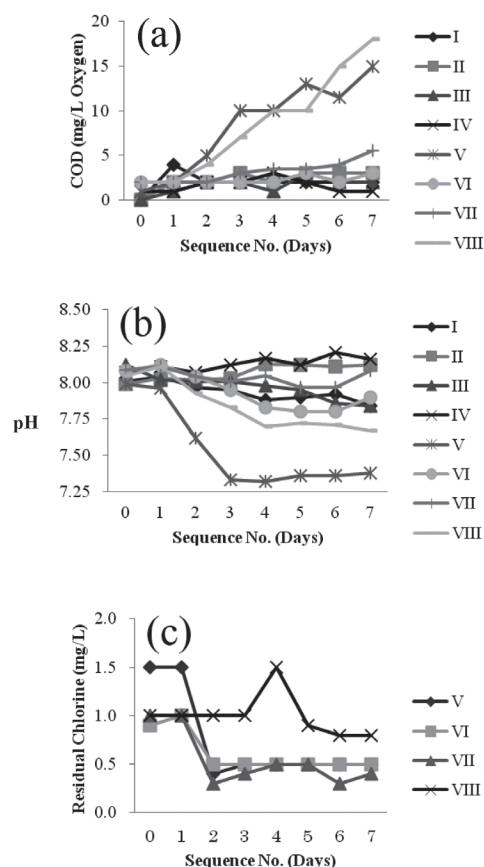 (a)
COD (mg/L Oxygen)
20
15
10
5
0
0 1 2 3 4 5 6 7
Sequence No. (Days)
I
II
III
IV
V
VI
VII
VIII
(b)
pH
8.50
8.25
8.00
7.75
7.50
7.25
0 1 2 3 4 5 6 7
Sequence No. (Days)
I
II
III
IV
V
VI
VII
VIII
(c)
Residual Chlorine (mg/L)
2.0
1.5
1.0
0.5
0.0
0 1 2 3 4 5 6 7
Sequence No. (Days)
V
VI
VII
VIII